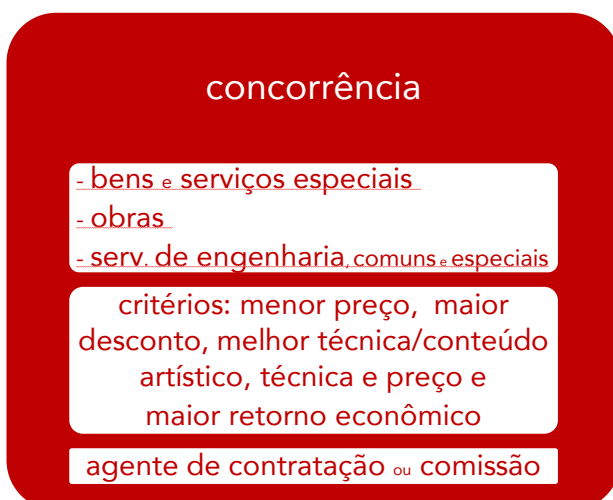 concorrência
- bens e serviços especiais
- obras
- serv. de engenharia, comuns e especiais
critérios: menor preço, maior
desconto, melhor técnica/conteúdo
artístico, técnica e preço e
maior retorno econômico
agente de contratação ou comissão